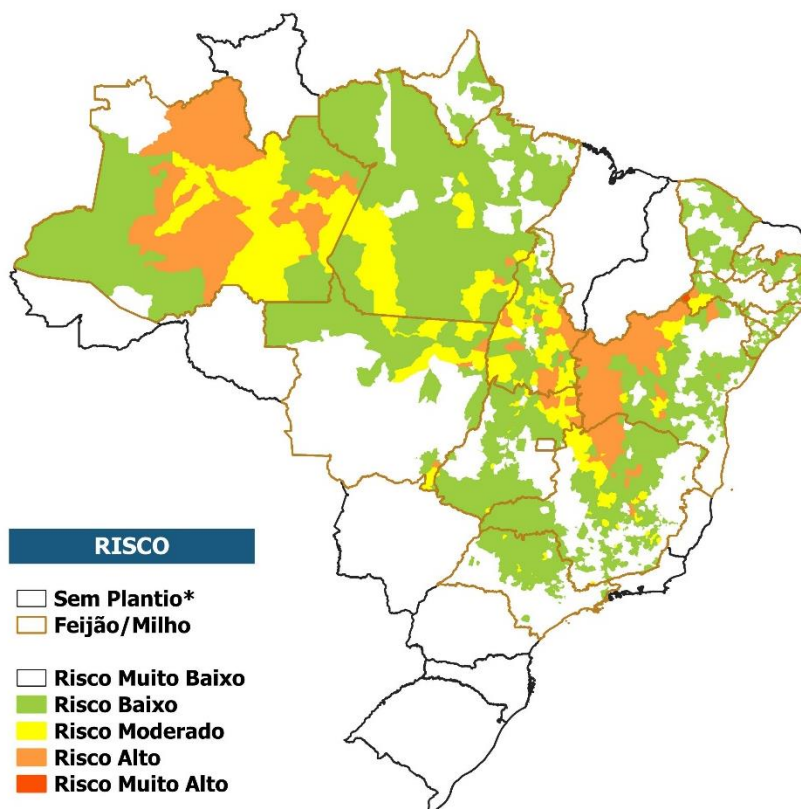 RISCO
Sem Plantio*
Feijão/Milho
Risco Muito Baixo
Risco Baixo
Risco Moderado
Risco Alto
Risco Muito Alto